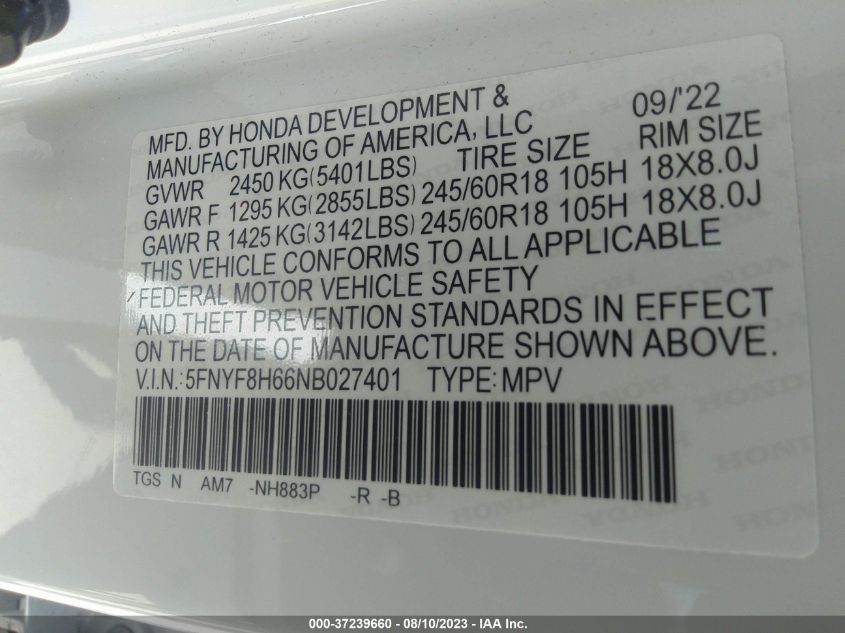 09/'22
MFD. BY HONDA DEVELOPMENT &
MANUFACTURING OF AMERICA, LLC
TIRE SIZE RIM SIZE
GVWR 2450 KG(5401LBS)
GAWR F 1295 KG(2855LBS) 245/60R18 105H 18X8.0J
GAWR R 1425 KG(3142LBS) 245/60R18 105H 18X8.0J
THIS VEHICLE CONFORMS TO ALL APPLICABLE
FEDERAL MOTOR VEHICLE SAFETY
AND THEFT PREVENTION STANDARDS IN EFFECT
ON THE DATE OF MANUFACTURE SHOWN ABOVE.
V.I.N.:5FNYF8H66NB027401 TYPE:MPV
TGS N AM7 -NH883P -R -B
000-37239660 - 08/10/2023 - IAA Inc.